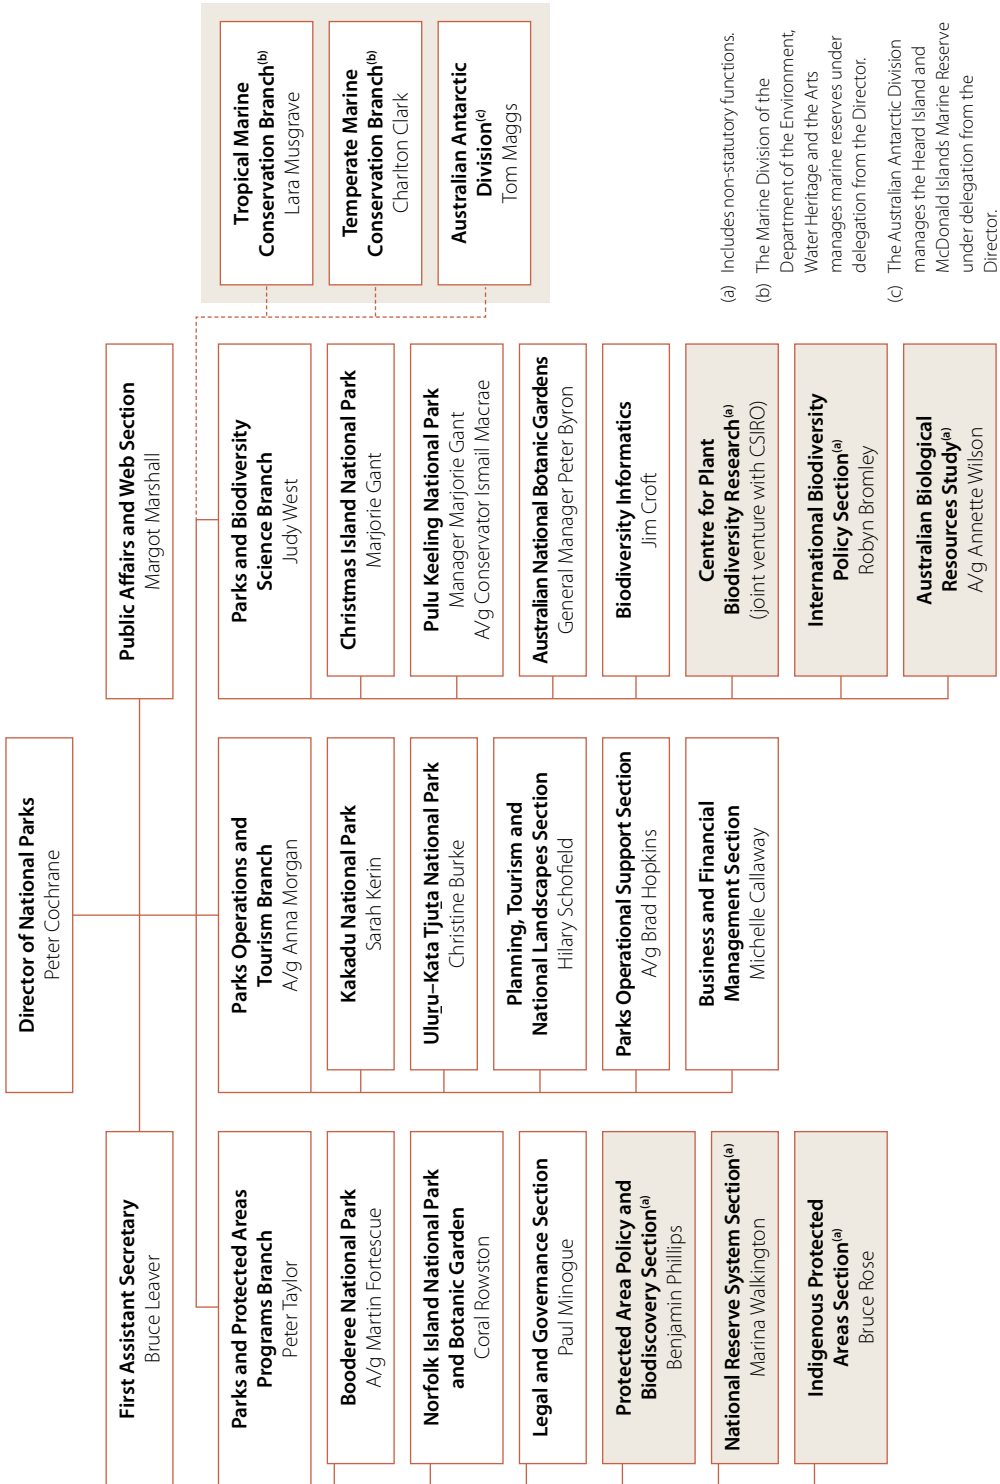 Director of National Parks
Peter Cochrane
First Assistant Secretary
Bruce Leaver
Public Affairs and Web Section
Margot Marshall
Parks and Protected Areas
Programs Branch
Peter Taylor
Booderee National Park
A/g Martin Fortescue
Norfolk Island National Park
and Botanic Garden
Coral Rowston
Legal and Governance Section
Paul Minogue
Protected Area Policy and
Biodiscovery Section(a)
Benjamin Phillips
National Reserve System Section(a)
Marina Walkington
Indigenous Protected
Areas Section(a)
Bruce Rose
Parks Operations and
Tourism Branch
A/g Anna Morgan
Kakadu National Park
Sarah Kerin
Uluṟu–Kata Tjuṯa National Park
Christine Burke
Planning, Tourism and
National Landscapes Section
Hilary Schofield
Parks Operational Support Section
A/g Brad Hopkins
Business and Financial
Management Section
Michelle Callaway
Parks and Biodiversity
Science Branch
Judy West
Christmas Island National Park
Marjorie Gant
Pulu Keeling National Park
Manager Marjorie Gant
A/g Conservator Ismail Macrae
Australian National Botanic Gardens
General Manager Peter Byron
Biodiversity Informatics
Jim Croft
Centre for Plant
Biodiversity Research(a)
(joint venture with CSIRO)
International Biodiversity
Policy Section(a)
Robyn Bromley
Australian Biological
Resources Study(a)
A/g Annette Wilson
Tropical Marine
Conservation Branch(b)
Lara Musgrave
Temperate Marine
Conservation Branch(b)
Charlton Clark
Australian Antarctic
Division(c)
Tom Maggs
(a) Includes non-statutory functions.
(b) The Marine Division of the
Department of the Environment,
Water Heritage and the Arts
manages marine reserves under
delegation from the Director.
(c) The Australian Antarctic Division
manages the Heard Island and
McDonald Islands Marine Reserve
under delegation from the
Director.